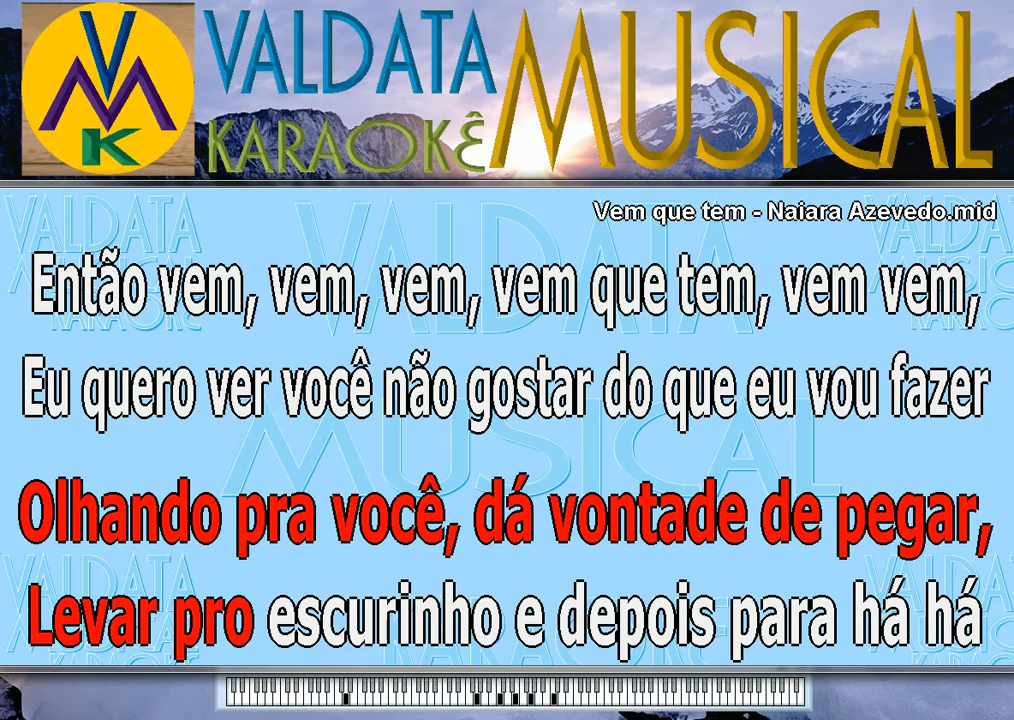 VMK
VALDATA
KARAOKÊ
MUSICAL
Vem que tem - Naiara Azevedo.mid
Então vem, vem, vem, vem que tem, vem vem,
Eu quero ver você não gostar do que eu vou fazer
Olhando pra você, dá vontade de pegar,
Levar pro escurinho e depois para há há